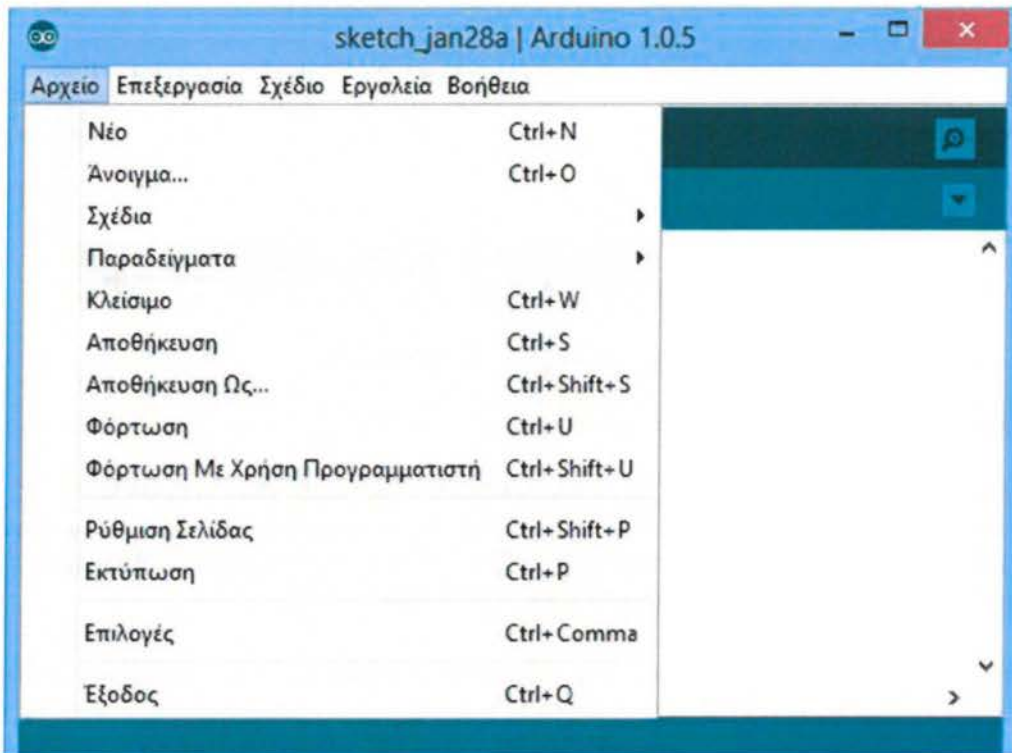 sketch_jan28a | Arduino 1.0.5
Αρχείο Επεξεργασία Σχέδιο Εργαλεία Βοήθεια
Νέο Ctrl+N
Άνοιγμα... Ctrl+O
Σχέδια
Παραδείγματα
Κλείσιμο Ctrl+W
Αποθήκευση Ctrl+S
Αποθήκευση Ως... Ctrl+Shift+S
Φόρτωση Ctrl+U
Φόρτωση Με Χρήση Προγραμματιστή Ctrl+Shift+U
Ρύθμιση Σελίδας Ctrl+Shift+P
Εκτύπωση Ctrl+P
Επιλογές Ctrl+Comma
Έξοδος Ctrl+Q